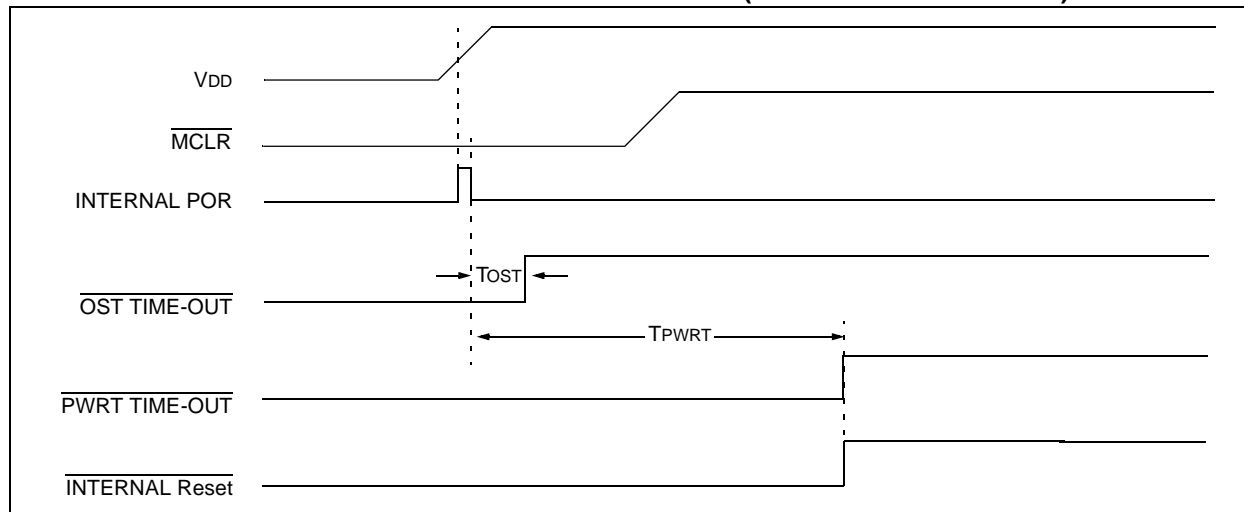 VDD
MCLR
INTERNAL POR
TOST
OST TIME-OUT
TPWRT
PWRT TIME-OUT
INTERNAL Reset